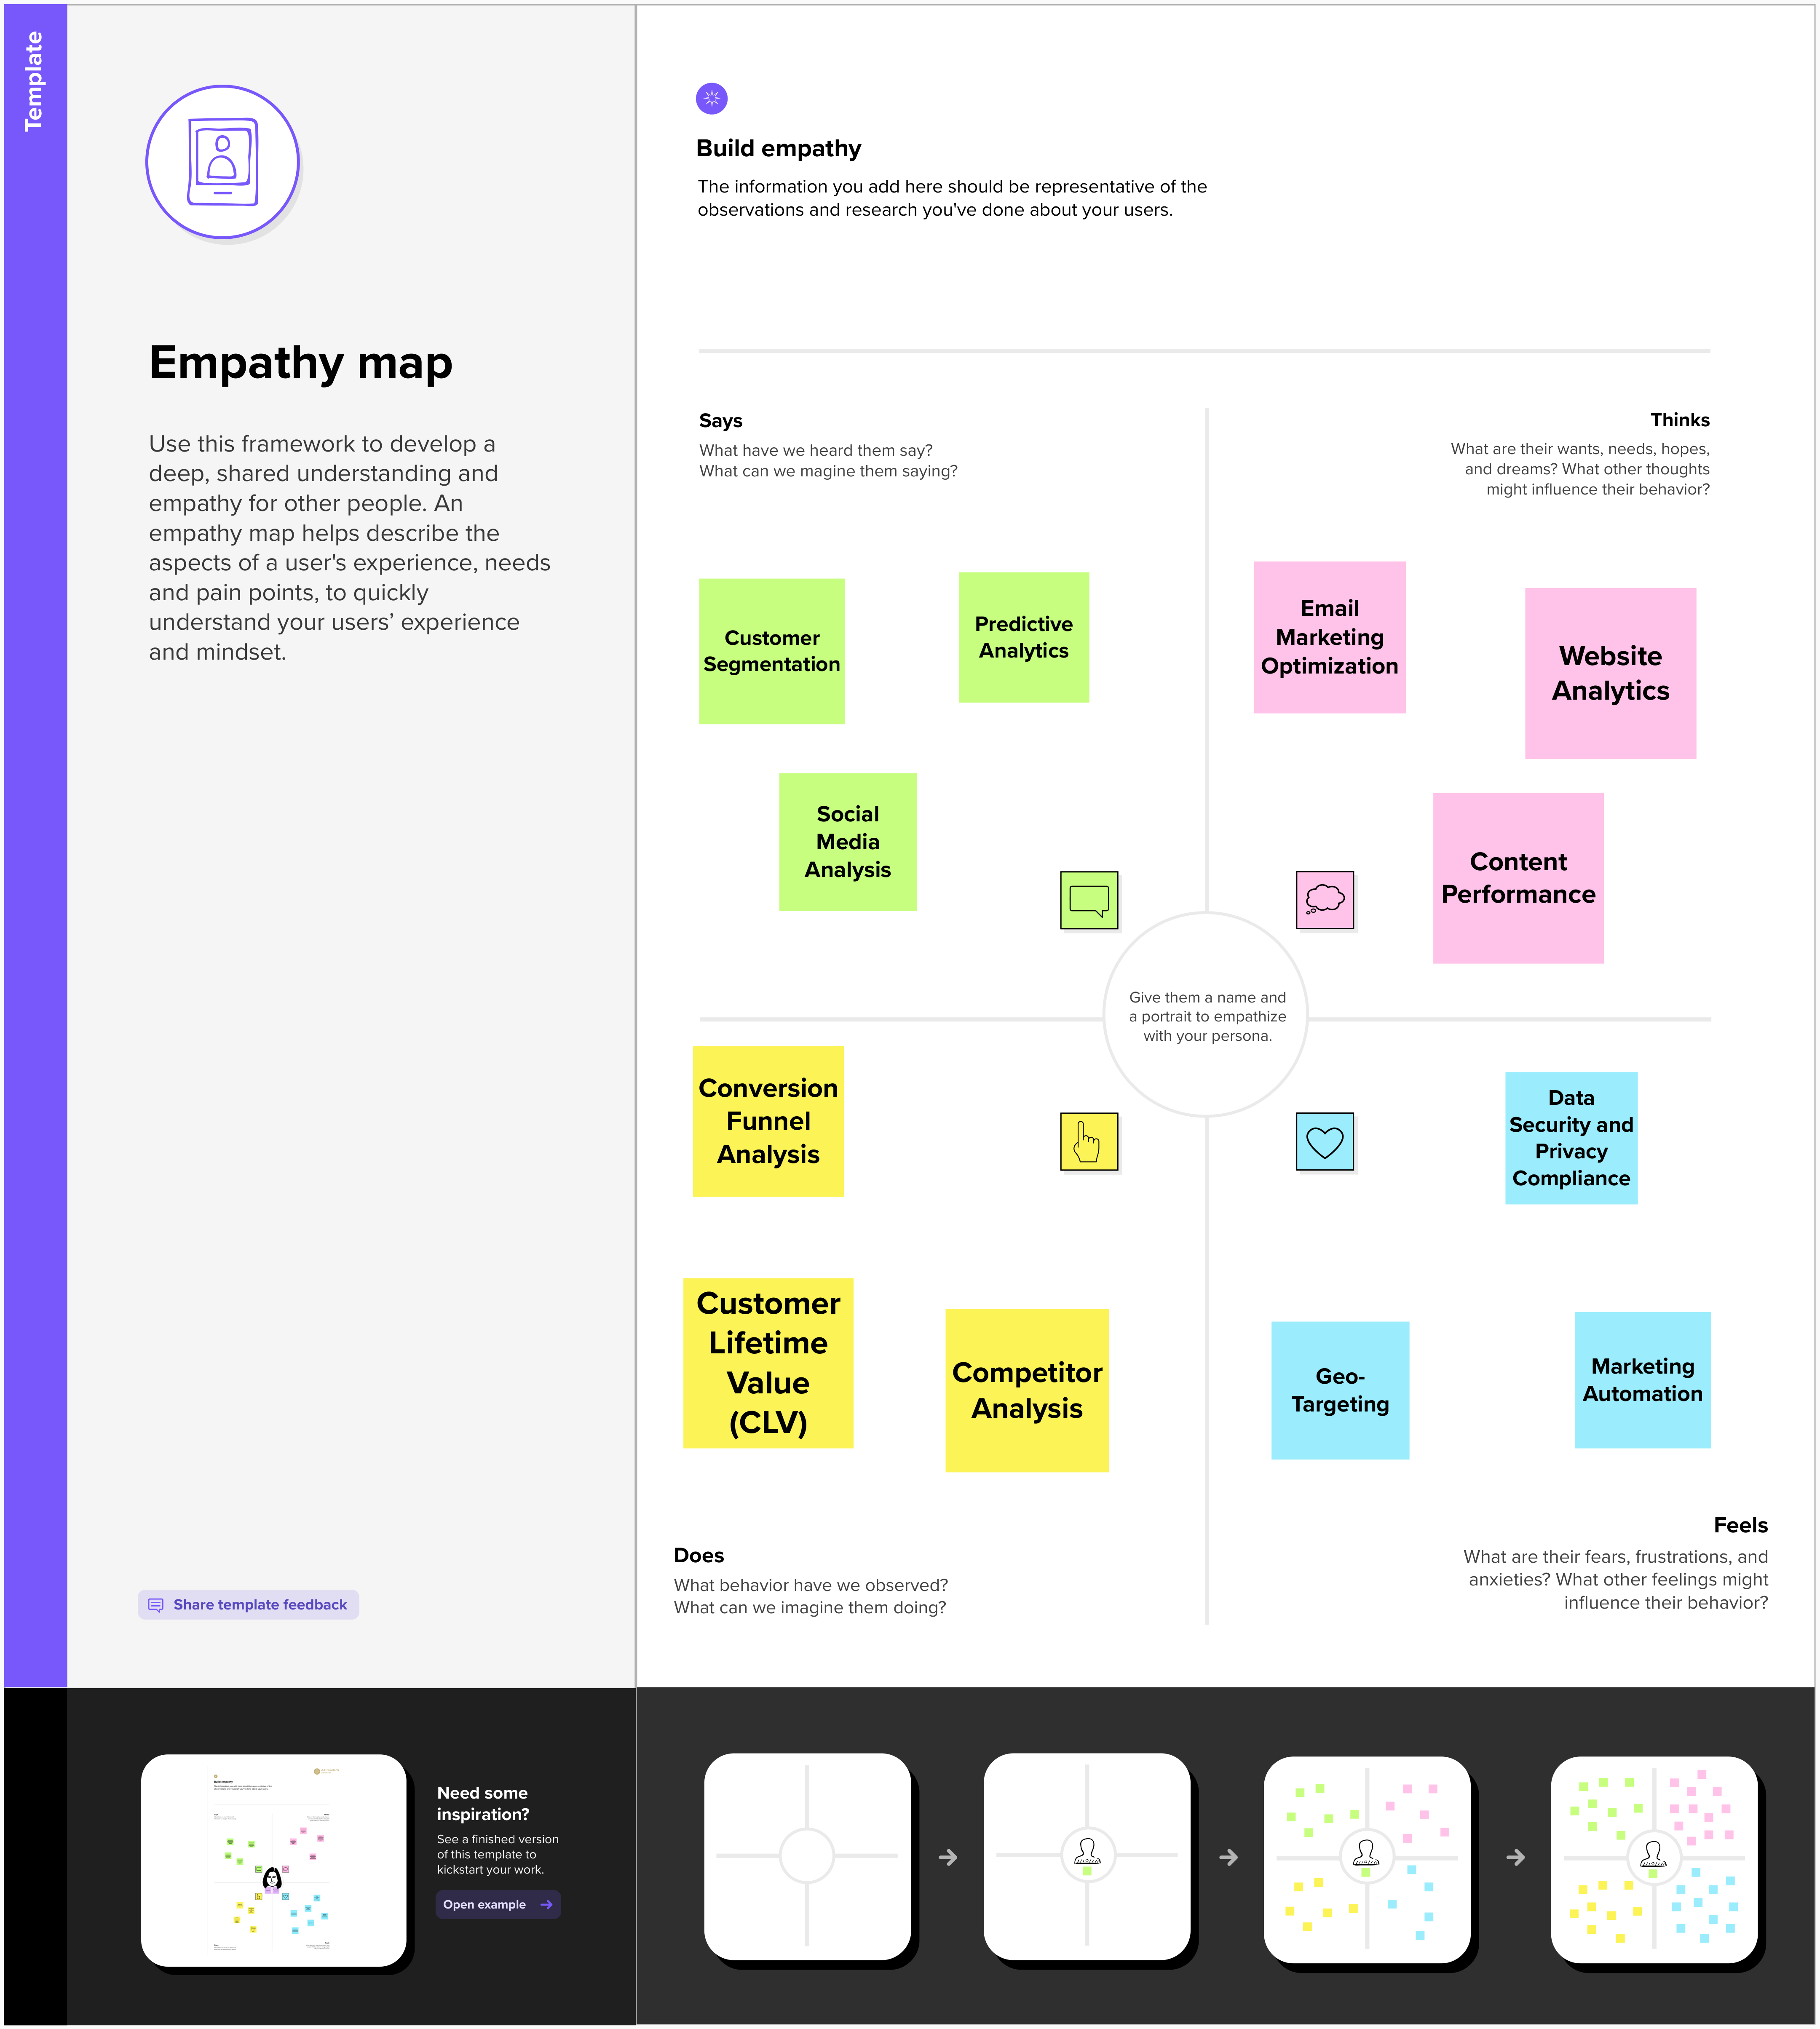 Template
Empathy map
Use this framework to develop a
deep, shared understanding and
empathy for other people. An
empathy map helps describe the
aspects of a user's experience, needs
and pain points, to quickly
understand your users’ experience
and mindset.
Share template feedback
Build empathy
The information you add here should be representative of the
observations and research you've done about your users.
Says
What have we heard them say?
What can we magine them saying?
Thinks
What are their wants, needs, hopes,
and dreams? What other thoughts
might influence their behavior?
Customer
Segmentation
Predictive
Analytics
Social
Media
Analysis
Email
Marketing
Optimization
Website
Analytics
Content
Performance
Give them a name and
a portrait to empathize
with your persona.
Conversion
Funnel
Analysis
Customer
Lifetime
Value
(CLV)
Competitor
Analysis
Data
Security and
Privacy
Compliance
Geo-
Targeting
Marketing
Automation
Does
What behavior have we observed?
What can we imagine them doing?
Feels
What are their fears, frustrations, and
anxieties? What other feelings might
influence their behavior?
Build empathy
Need some
inspiration?
See a finished version
of this template to
kickstart your work.
Open example